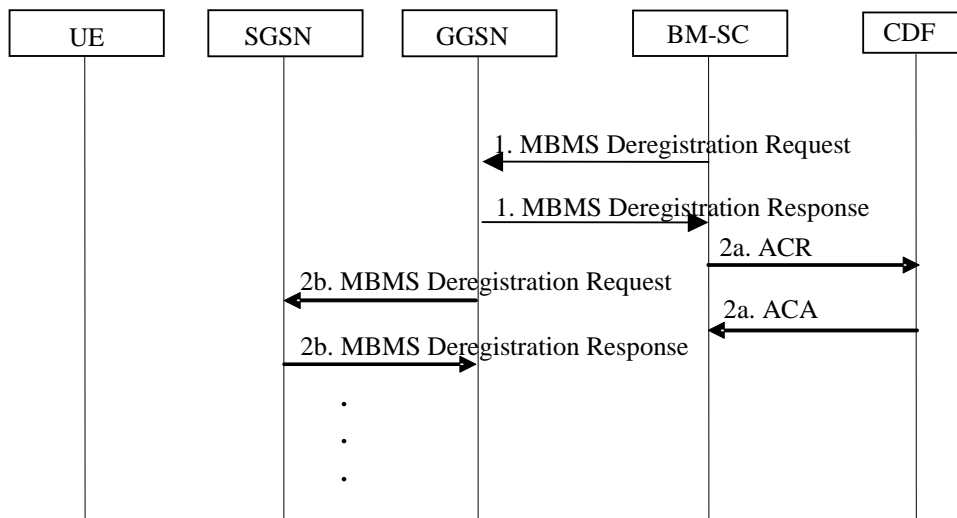 UE
SGSN
GGSN
BM-SC
CDF
1. MBMS Deregistration Request
1. MBMS Deregistration Response
2a. ACR
2b. MBMS Deregistration Request
2a. ACA
2b. MBMS Deregistration Response
.
.
.